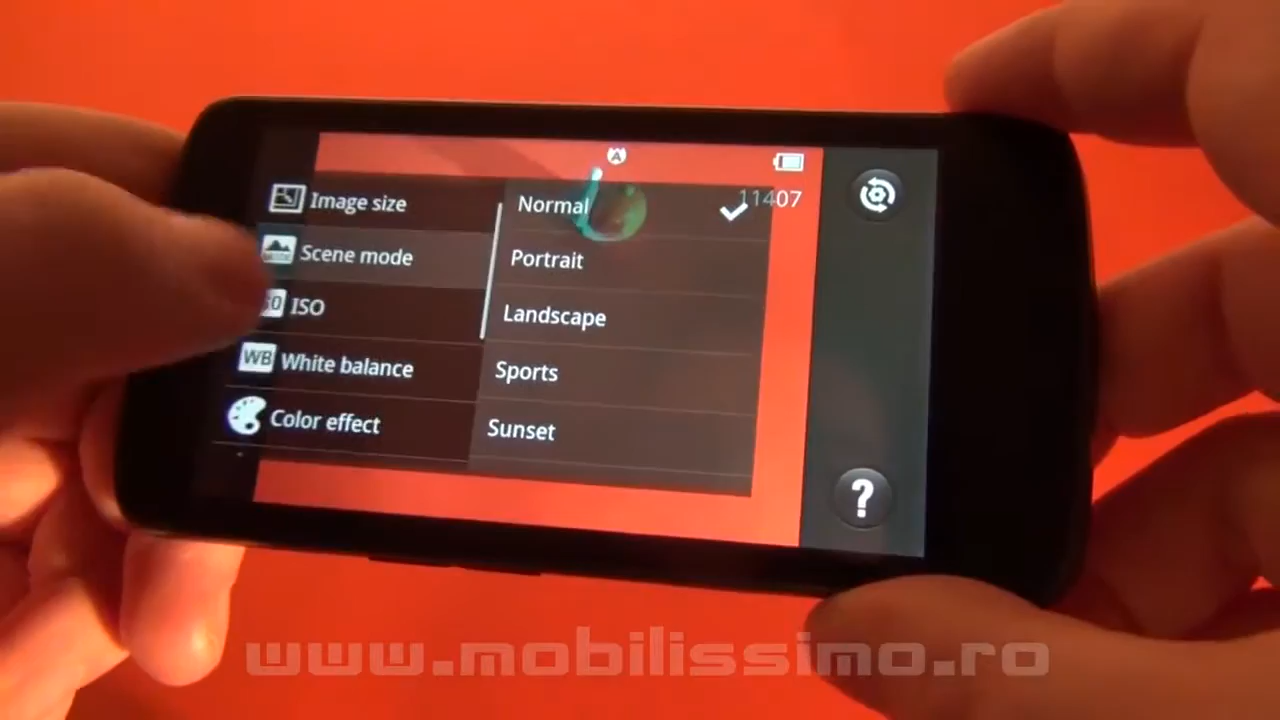 A
11407
Image size
Scene mode
ISO
White balance
Color effect
Normal
Portrait
Landscape
Sports
Sunset
WB
?
www.mobilissimo.ro